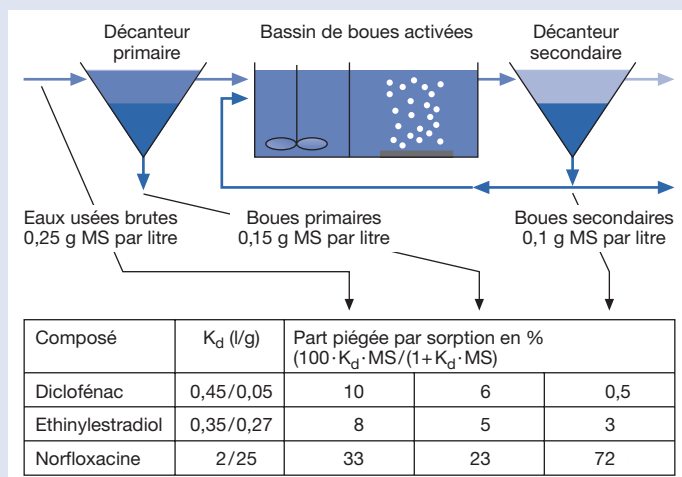 Décanteur
primaire
Bassin de boues activées
Décanteur
secondaire
Eaux usées brutes
0,25 g MS par litre
Boues primaires
0,15 g MS par litre
Boues secondaires
0,1 g MS par litre
Composé
K_d (l/g)
Part piégée par sorption en %
(100·K_d·MS/(1+K_d·MS)
Diclofénac 0,45/0,05 10 6 0,5
Ethinylestradiol 0,35/0,27 8 5 3
Norfloxacine 2/25 33 23 72